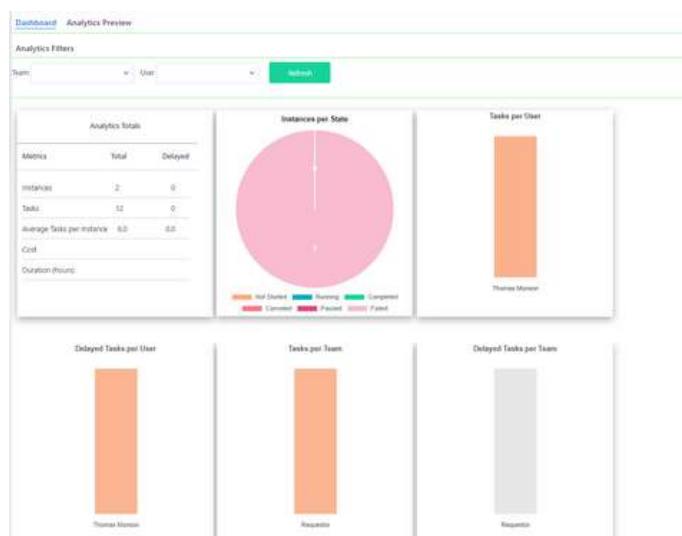 Dashboard Analytics Preview
Analytics Filters
Team: User: Refresh
Analytics Totals
Metrics Total Delayed
Instances 2 0
Tasks 12 0
Average Tasks per Instance 6.0 0.0
Cost
Duration (hours)
Instances per State
Not Started Running Completed
Canceled Paused Failed
Tasks per User
Thomas Monson
Delayed Tasks per User
Thomas Monson
Tasks per Team
Requestor
Delayed Tasks per Team
Requestor